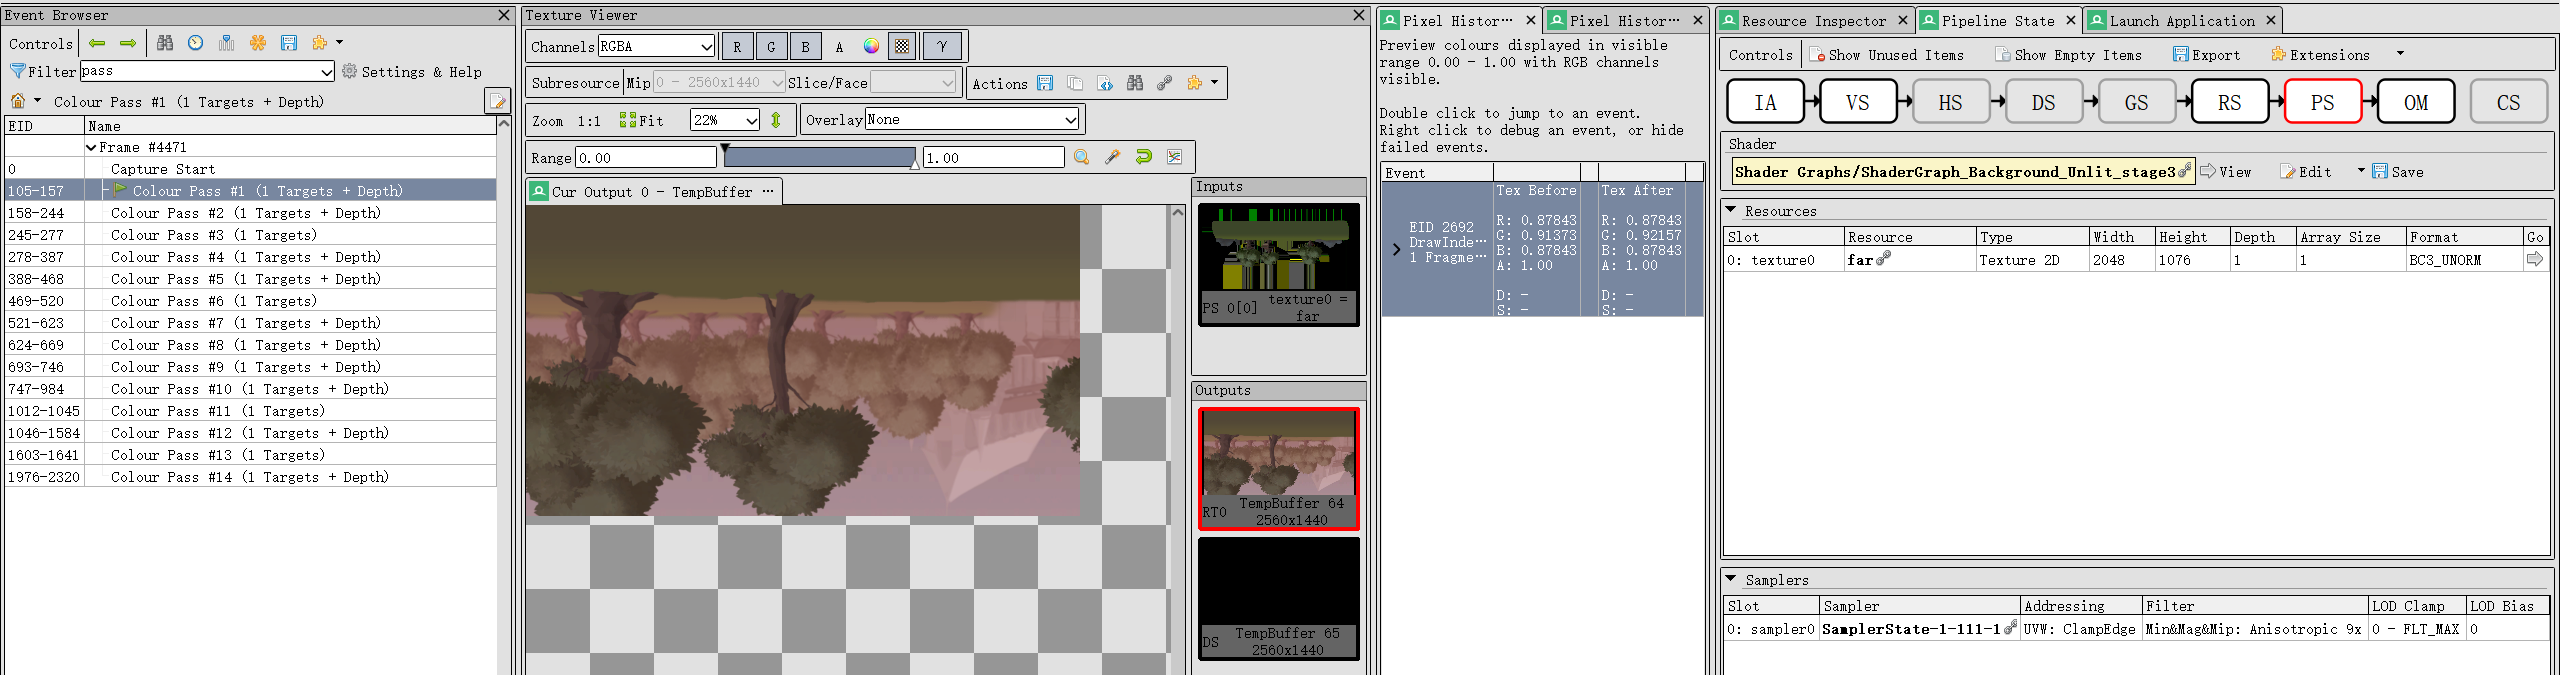 Event Browser
Controls
Filter pass Settings & Help
Colour Pass #1 (1 Targets + Depth)
EID Name
Frame #4471
0 Capture Start
105-157 Colour Pass #1 (1 Targets + Depth)
158-244 Colour Pass #2 (1 Targets + Depth)
245-277 Colour Pass #3 (1 Targets)
278-387 Colour Pass #4 (1 Targets + Depth)
388-468 Colour Pass #5 (1 Targets + Depth)
469-520 Colour Pass #6 (1 Targets)
521-623 Colour Pass #7 (1 Targets + Depth)
624-669 Colour Pass #8 (1 Targets + Depth)
693-746 Colour Pass #9 (1 Targets + Depth)
747-984 Colour Pass #10 (1 Targets + Depth)
1012-1045 Colour Pass #11 (1 Targets)
1046-1584 Colour Pass #12 (1 Targets + Depth)
1603-1641 Colour Pass #13 (1 Targets)
1976-2320 Colour Pass #14 (1 Targets + Depth)
Texture Viewer
Channels RGBA R G B A γ
Subresource Mip 0 - 2560x1440 Slice/Face Actions
Zoom 1:1 Fit 22% Overlay None
Range 0.00 1.00
Cur Output 0 - TempBuffer ...
Inputs
PS 0[0] texture0 =
far
Outputs
RT0 TempBuffer 64
2560x1440
DS TempBuffer 65
2560x1440
Pixel Histor... Pixel Histor...
Preview colours displayed in visible
range 0.00 - 1.00 with RGB channels
visible.
Double click to jump to an event.
Right click to debug an event, or hide
failed events.
Event
Tex Before Tex After
EID 2692
DrawInde...
1 Fragme...
R: 0.87843 R: 0.87843
G: 0.91373 G: 0.92157
B: 0.87843 B: 0.87843
A: 1.00 A: 1.00
D: - D: -
S: - S: -
Resource Inspector Pipeline State Launch Application
Controls Show Unused Items Show Empty Items Export Extensions
IA VS HS DS GS RS PS OM CS
Shader
Shader Graphs/ShaderGraph_Background_Unlit_stage3 View Edit Save
Resources
Slot Resource Type Width Height Depth Array Size Format Go
0: texture0 far Texture 2D 2048 1076 1 1 BC3_UNORM
Samplers
Slot Sampler Addressing Filter LOD Clamp LOD Bias
0: sampler0 SamplerState-1-111-1 UVW: ClampEdge Min&Mag&Mip: Anisotropic 9x 0 - FLT_MAX 0